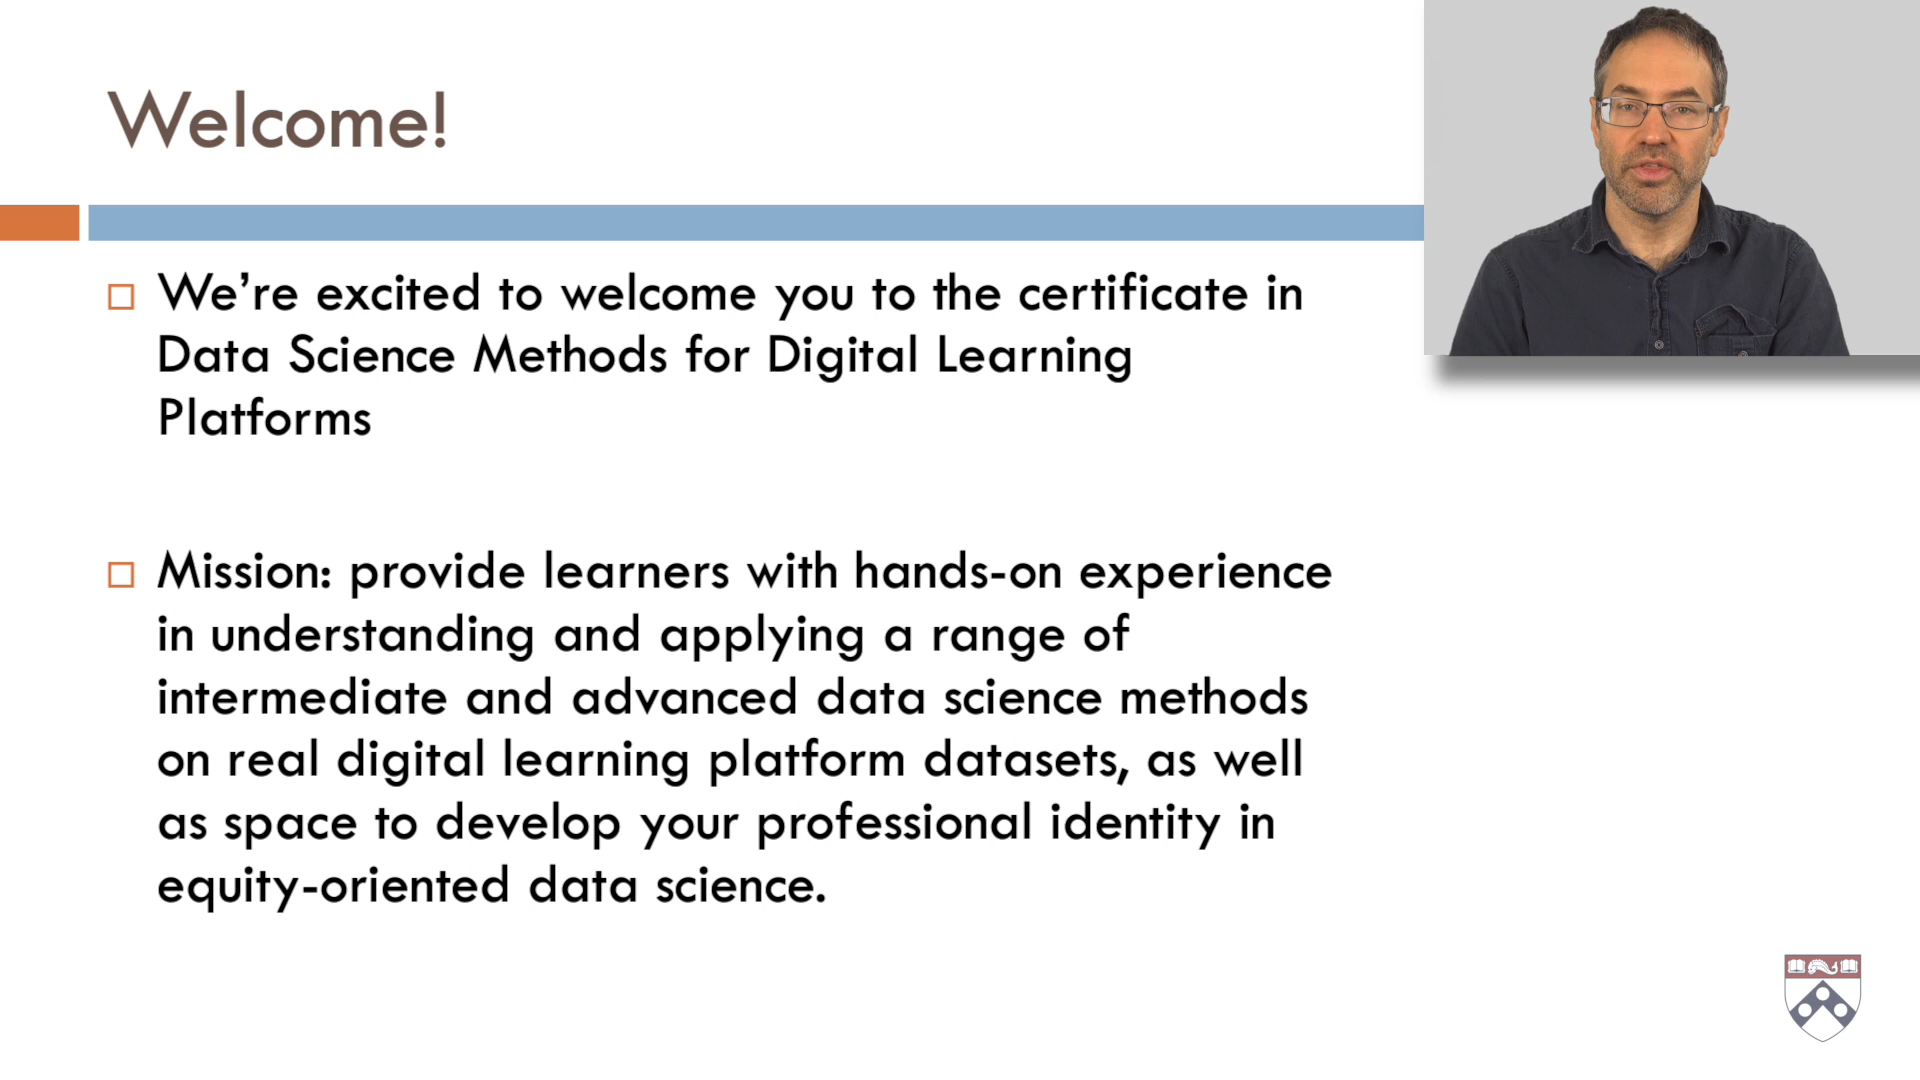 Welcome!
We’re excited to welcome you to the certificate in
Data Science Methods for Digital Learning
Platforms
Mission: provide learners with hands-on experience
in understanding and applying a range of
intermediate and advanced data science methods
on real digital learning platform datasets, as well
as space to develop your professional identity in
equity-oriented data science.